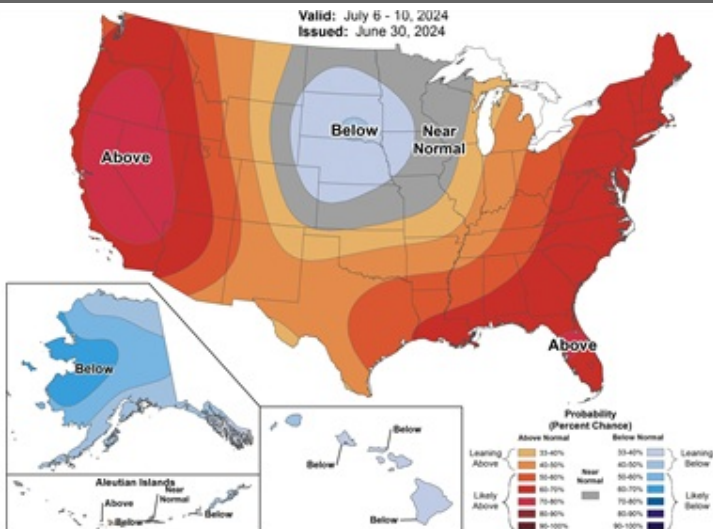 Valid: July 6 - 10, 2024
Issued: June 30, 2024
Above
Below
Near
Normal
Above
Below
Aleutian Islands
Above
Below
Near
Normal
Below
Below
Below
Below
Probability
(Percent Chance)
Above Normal
Below Normal
Leaning
Above
Likely
Above
33-40%
40-50%
50-60%
60-70%
70-80%
80-90%
90-100%
Near
Normal
33-40%
40-50%
50-60%
60-70%
70-80%
80-90%
90-100%
Leaning
Below
Likely
Below